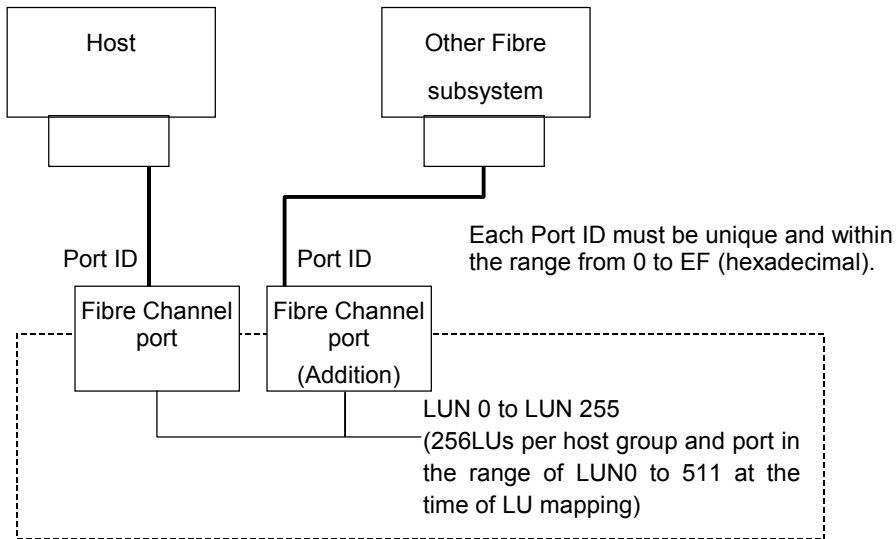 Host
Other Fibre
subsystem
Each Port ID must be unique and within
the range from 0 to EF (hexadecimal).
Port ID
Port ID
Fibre Channel
port
Fibre Channel
port
(Addition)
LUN 0 to LUN 255
(256LUs per host group and port in
the range of LUN0 to 511 at the
time of LU mapping)